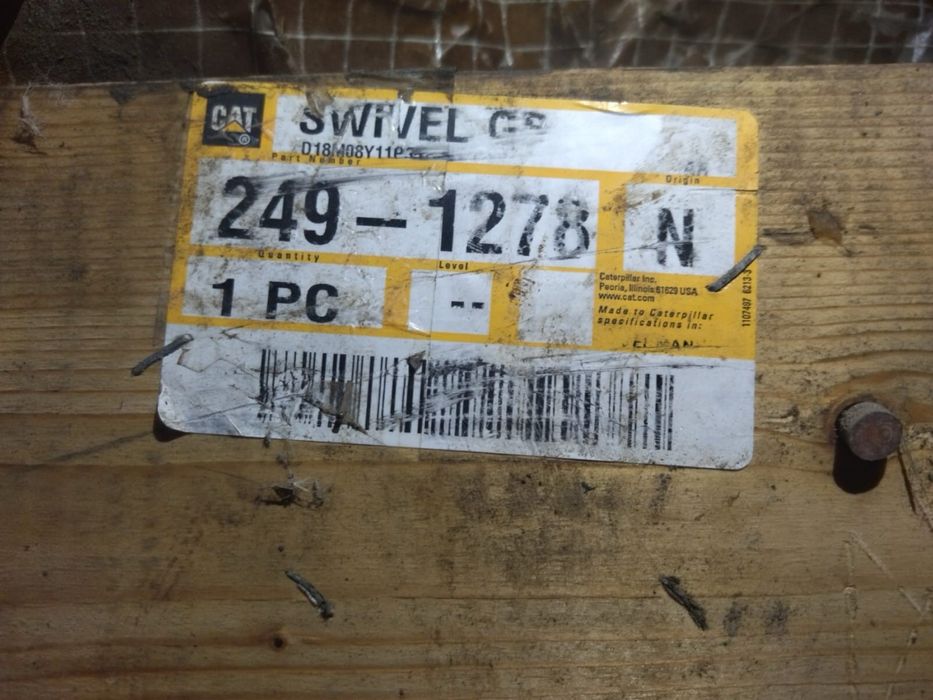 CAT
®
SWIVEL
Part Number
Origin
249-1278
N
Quantity
Level
1 PC
--
Caterpillar Inc.
Peoria, Illinois 61629 USA
www.cat.com
Made to Caterpillar
specifications in: